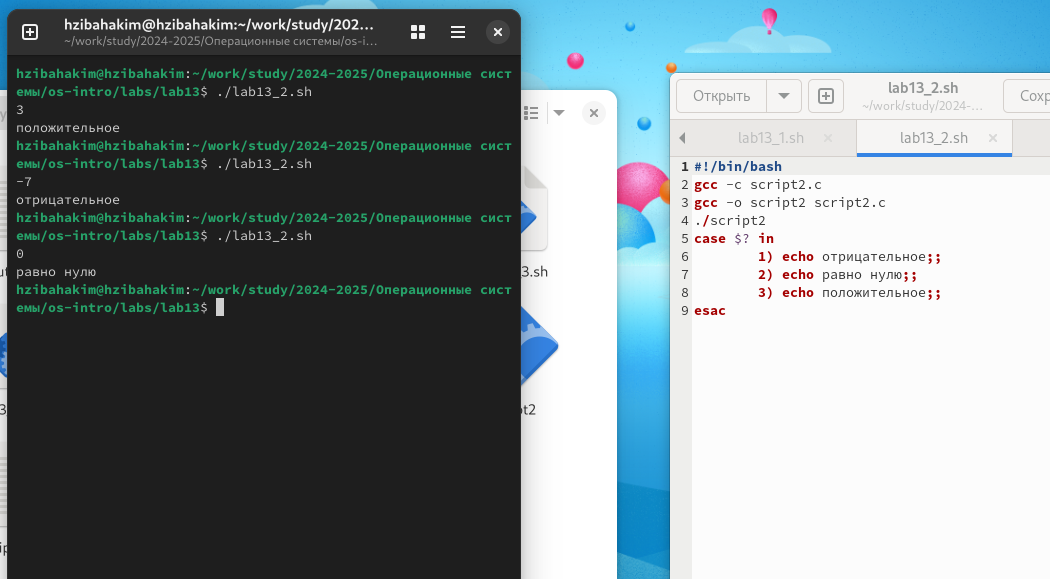 hzibahakim@hzibahakim:~/work/study/202...
~/work/study/2024-2025/Операционные системы/os-i...
hzibahakim@hzibahakim:~/work/study/2024-2025/Операционные сист
емы/os-intro/labs/lab13$ ./lab13_2.sh
3
положительное
hzibahakim@hzibahakim:~/work/study/2024-2025/Операционные сист
емы/os-intro/labs/lab13$ ./lab13_2.sh
-7
отрицательное
hzibahakim@hzibahakim:~/work/study/2024-2025/Операционные сист
емы/os-intro/labs/lab13$ ./lab13_2.sh
0
равно нулю
hzibahakim@hzibahakim:~/work/study/2024-2025/Операционные сист
емы/os-intro/labs/lab13$
3.sh
pt2
Открыть
lab13_2.sh
~/work/study/2024-...
Сохр
lab13_1.sh
lab13_2.sh
1 #!/bin/bash
2 gcc -c script2.c
3 gcc -o script2 script2.c
4 ./script2
5 case $? in
6 1) echo отрицательное;;
7 2) echo равно нулю;;
8 3) echo положительное;;
9 esac